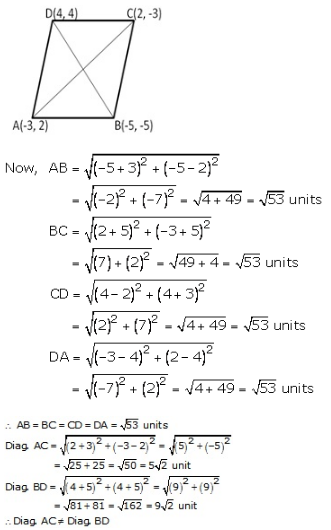 D(4, 4) C(2, -3)
A(-3, 2) B(-5, -5)
Now, AB = √((-5+3)² + (-5-2)²)
= √((-2)² + (-7)²) = √(4+49) = √53 units
BC = √((2+5)² + (-3+5)²)
= √((7) + (2)²) = √(49+4) = √53 units
CD = √((4-2)² + (4+3)²)
= √((2)² + (7)²) = √(4+49) = √53 units
DA = √((-3-4)² + (2-4)²)
= √((-7)² + (2)²) = √(4+49) = √53 units
∴ AB = BC = CD = DA = √53 units
Diag. AC = √((2+3)² + (-3-2)²) = √((5)² + (-5)²)
= √(25+25) = √50 = 5√2 unit
Diag. BD = √((4+5)² + (4+5)²) = √((9)² + (9)²)
= √(81+81) = √162 = 9√2 unit
∴ Diag. AC ≠ Diag. BD